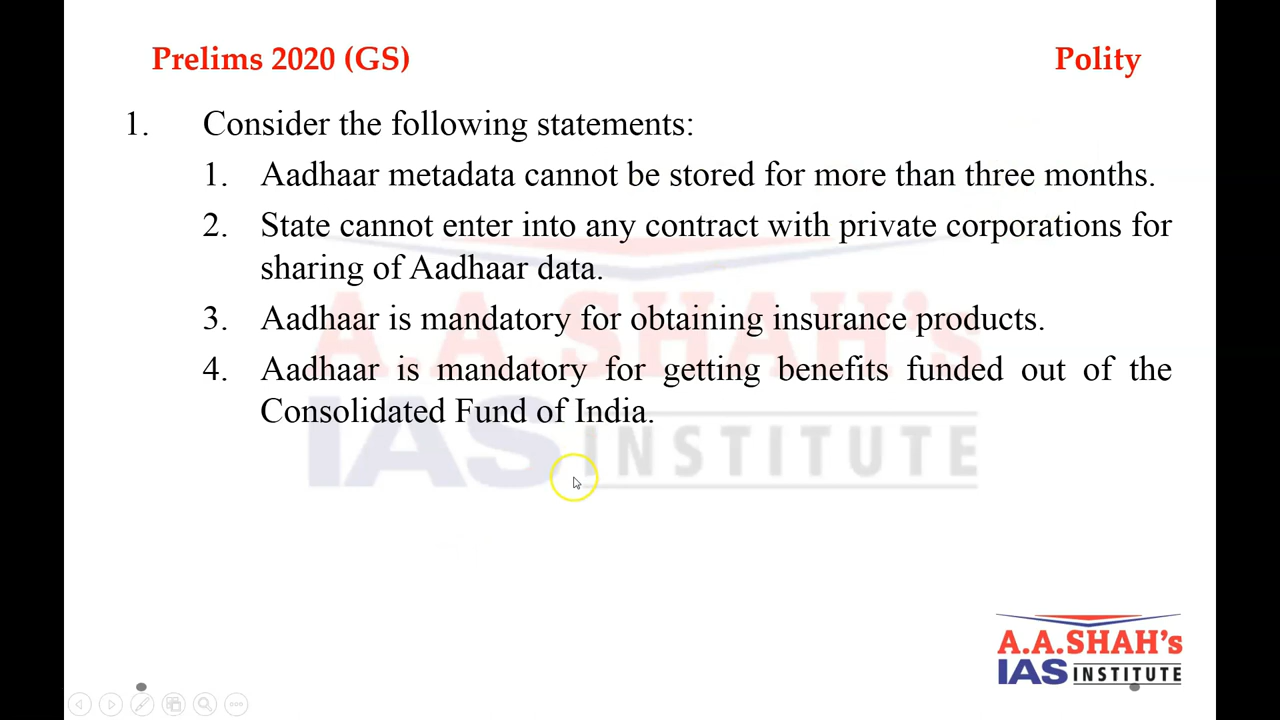 Prelims 2020 (GS) Polity
1. Consider the following statements:
1. Aadhaar metadata cannot be stored for more than three months.
2. State cannot enter into any contract with private corporations for
sharing of Aadhaar data.
3. Aadhaar is mandatory for obtaining insurance products.
4. Aadhaar is mandatory for getting benefits funded out of the
Consolidated Fund of India.
A.A.SHAH's
IAS INSTITUTE
A.A.SHAH's
IAS INSTITUTE